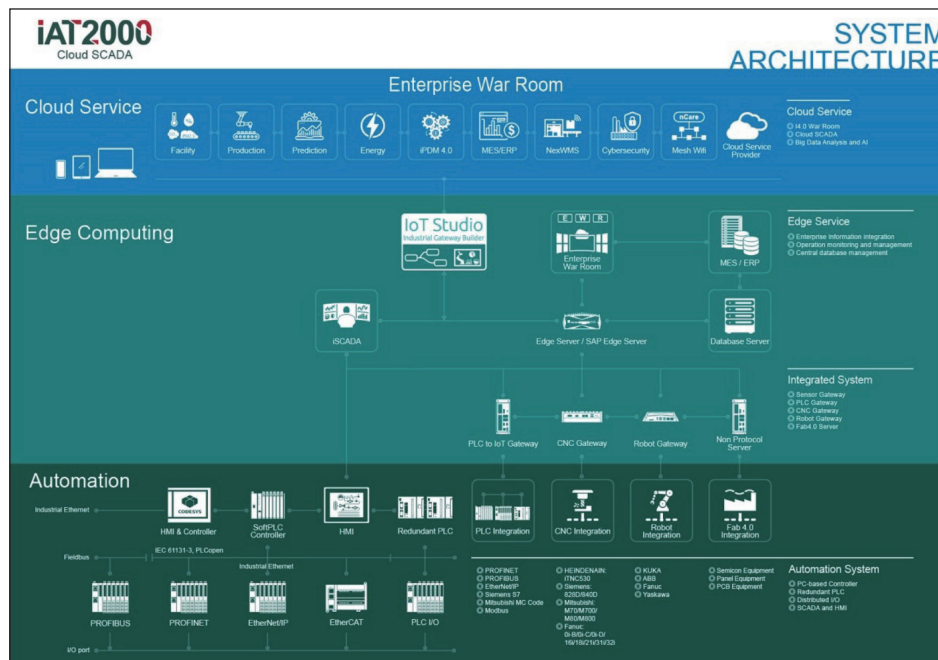 iAT2000
Cloud SCADA
SYSTEM
ARCHITECTURE
Enterprise War Room
Cloud Service
Facility
Production
Prediction
Energy
iPDM 4.0
MES/ERP
NexWMS
Cybersecurity
nCare
Mesh Wifi
Cloud Service
Provider
Cloud Service
I4.0 War Room
Cloud SCADA
Big Data Analysis and AI
Edge Computing
IoT Studio
Industrial Gateway Builder
E W R
Enterprise
War Room
MES / ERP
Edge Service
Enterprise Information integration
Operation monitoring and management
Central database management
iSCADA
Edge Server / SAP Edge Server
Database Server
Integrated System
Sensor Gateway
PLC Gateway
CNC Gateway
Robot Gateway
Fab4.0 Server
PLC to IoT Gateway
CNC Gateway
Robot Gateway
Non Protocol
Server
Automation
Industrial Ethernet
CODESYS
HMI & Controller
SoftPLC
Controller
HMI
Redundant PLC
PLC Integration
CNC Integration
Robot
Integration
Fab 4.0
Integration
Fieldbus
IEC 61131-3, PLCopen
Industrial Ethernet
PROFIBUS
PROFINET
EtherNet/IP
EtherCAT
PLC I/O
I/O port
PROFINET
PROFIBUS
EtherNet/IP
Siemens S7
Mitsubishi MC Code
Modbus
HEINDENAIN:
iTNC530
Siemens:
828D/840D
Mitsubishi:
M70/M700/
M80/M800
Fanuc:
0i-B/0i-C/0i-D/
16i/18i/21i/31i/32i
KUKA
ABB
Fanuc
Yaskawa
Semicon Equipment
Panel Equipment
PCB Equipment
Automation System
PC-based Controller
Redundant PLC
Distributed I/O
SCADA and HMI